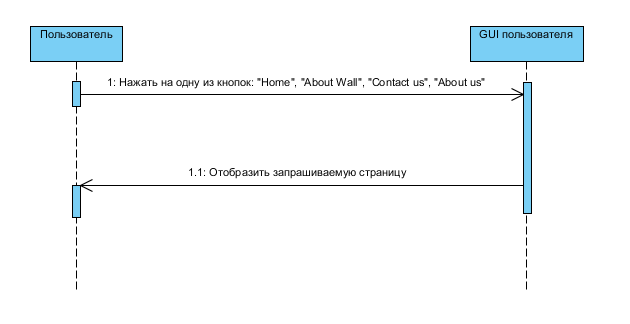 Пользователь
GUI пользователя
1: Нажать на одну из кнопок: "Home", "About Wall", "Contact us", "About us"
1.1: Отобразить запрашиваемую страницу